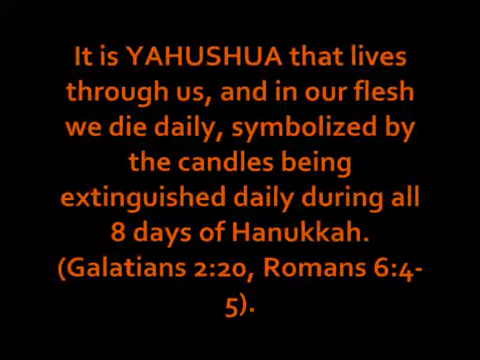 It is YAHUSHUA that lives
through us, and in our flesh
we die daily, symbolized by
the candles being
extinguished daily during all
8 days of Hanukkah.
(Galatians 2:20, Romans 6:4-
5).